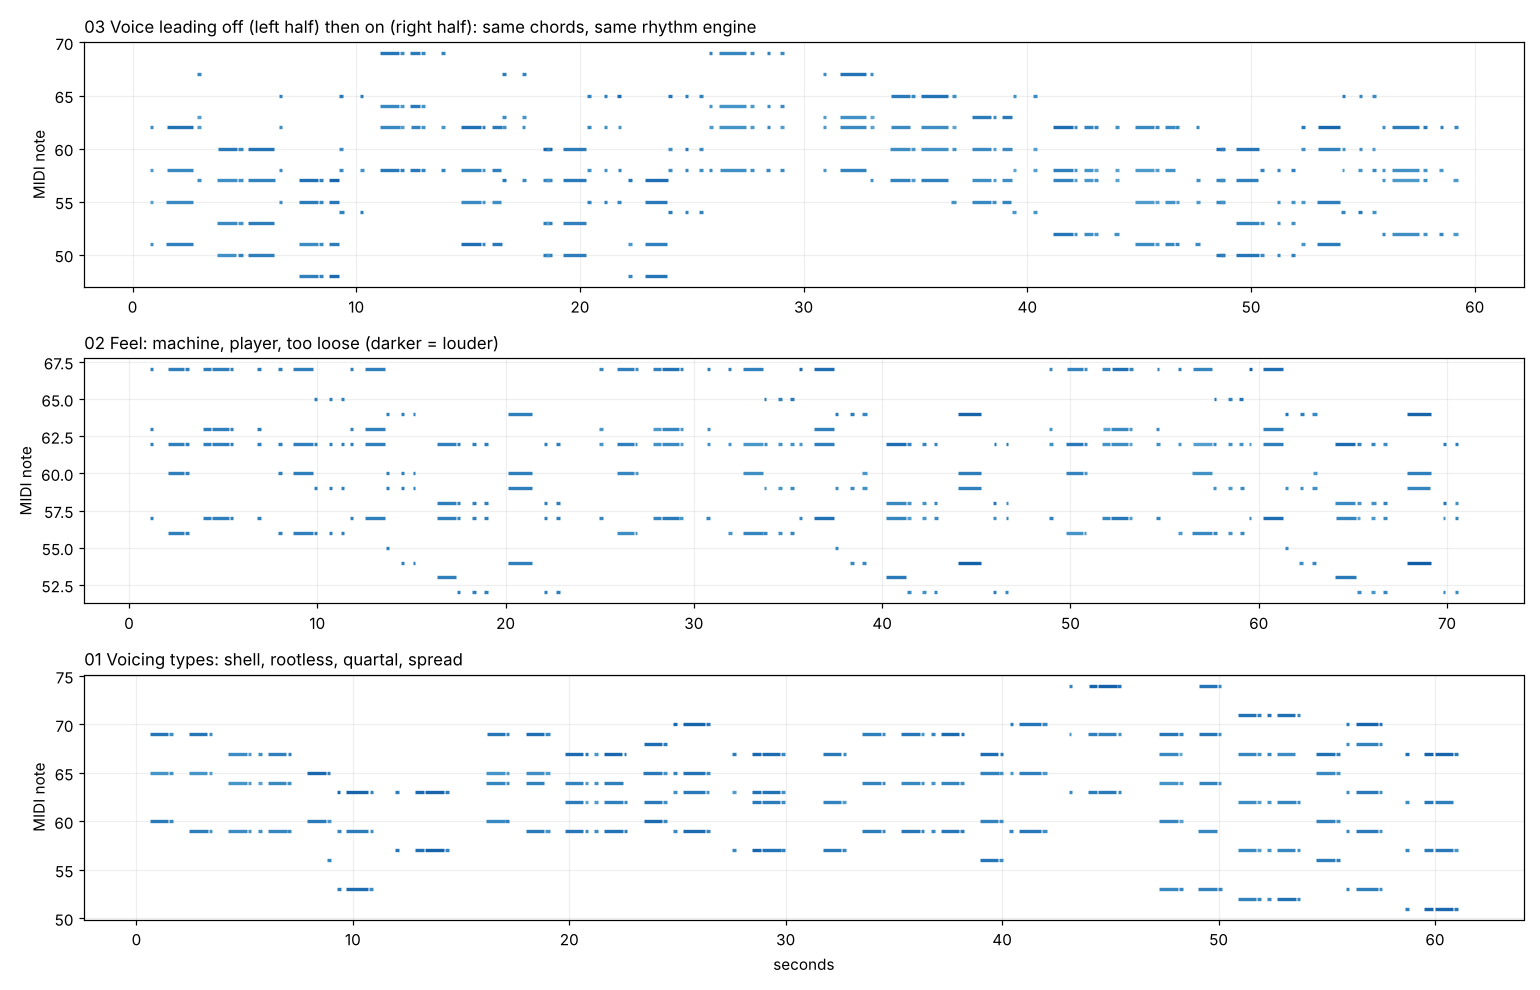 03 Voice leading off (left half) then on (right half): same chords, same rhythm engine
70
65
60
55
50
MIDI note
0 10 20 30 40 50 60
02 Feel: machine, player, too loose (darker = louder)
67.5
65.0
62.5
60.0
57.5
55.0
52.5
MIDI note
0 10 20 30 40 50 60 70
01 Voicing types: shell, rootless, quartal, spread
75
70
65
60
55
50
MIDI note
0 10 20 30 40 50 60
seconds